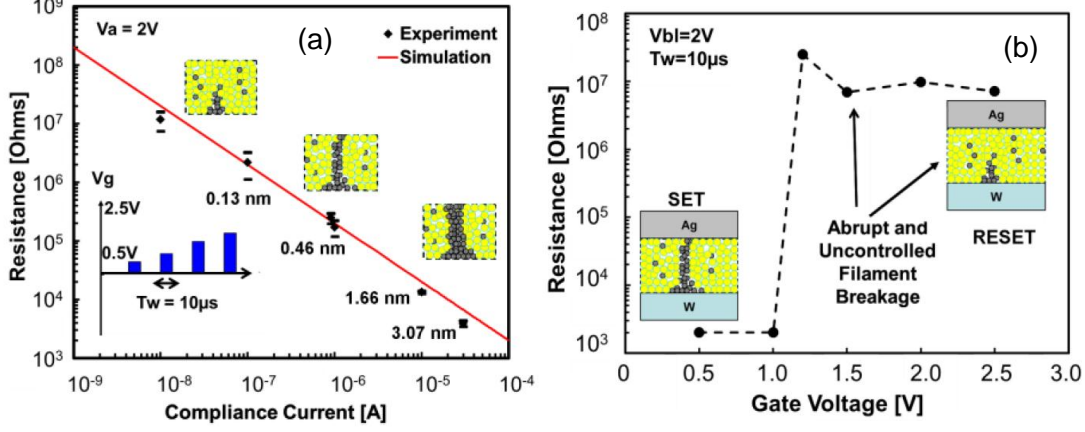 (a)
Va = 2V
Experiment
Simulation
Resistance [Ohms]
10⁹
10⁸
10⁷
10⁶
10⁵
10⁴
10³
0.13 nm
0.46 nm
1.66 nm
3.07 nm
Vg
2.5V
0.5V
Tw = 10µs
10⁻⁹ 10⁻⁸ 10⁻⁷ 10⁻⁶ 10⁻⁵ 10⁻⁴
Compliance Current [A]
(b)
Vbl=2V
Tw=10µs
Resistance [Ohms]
10⁸
10⁷
10⁶
10⁵
10⁴
10³
SET
Ag
W
Abrupt and
Uncontrolled
Filament
Breakage
Ag
W
RESET
0 0.5 1.0 1.5 2.0 2.5 3.0
Gate Voltage [V]